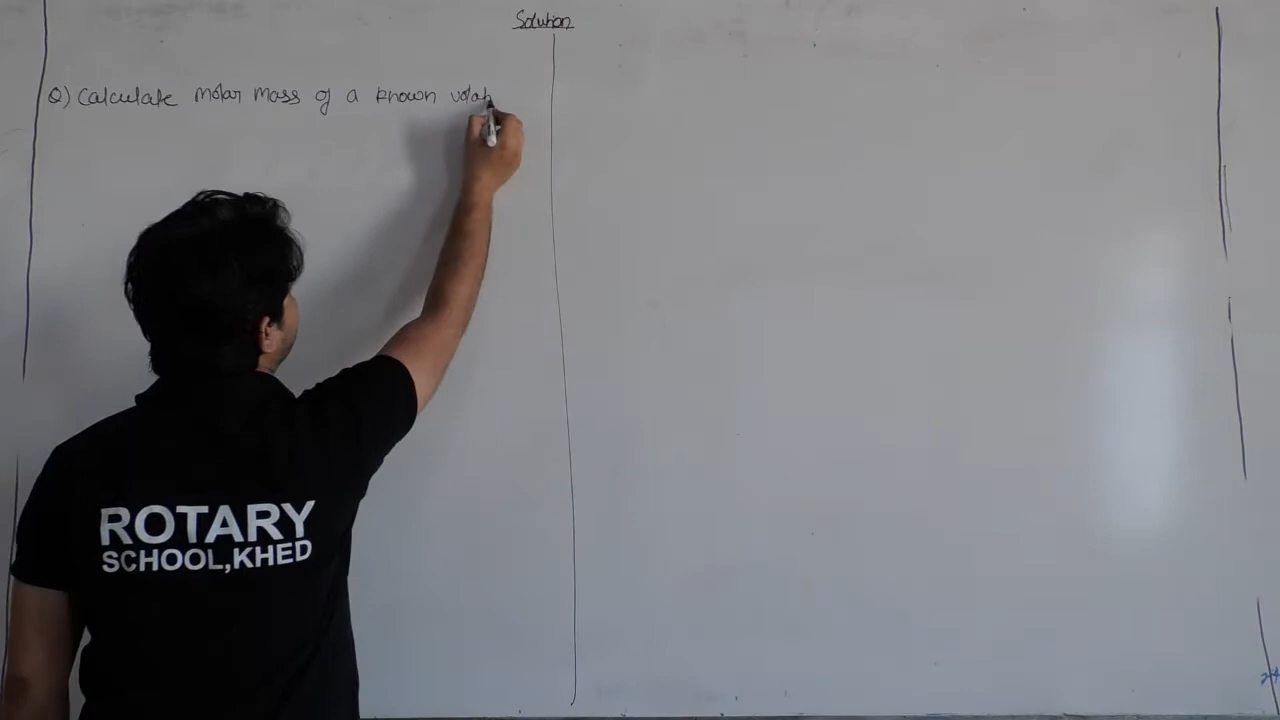 Solution
Q) Calculate molar mass of a known
ROTARY
SCHOOL,KHED